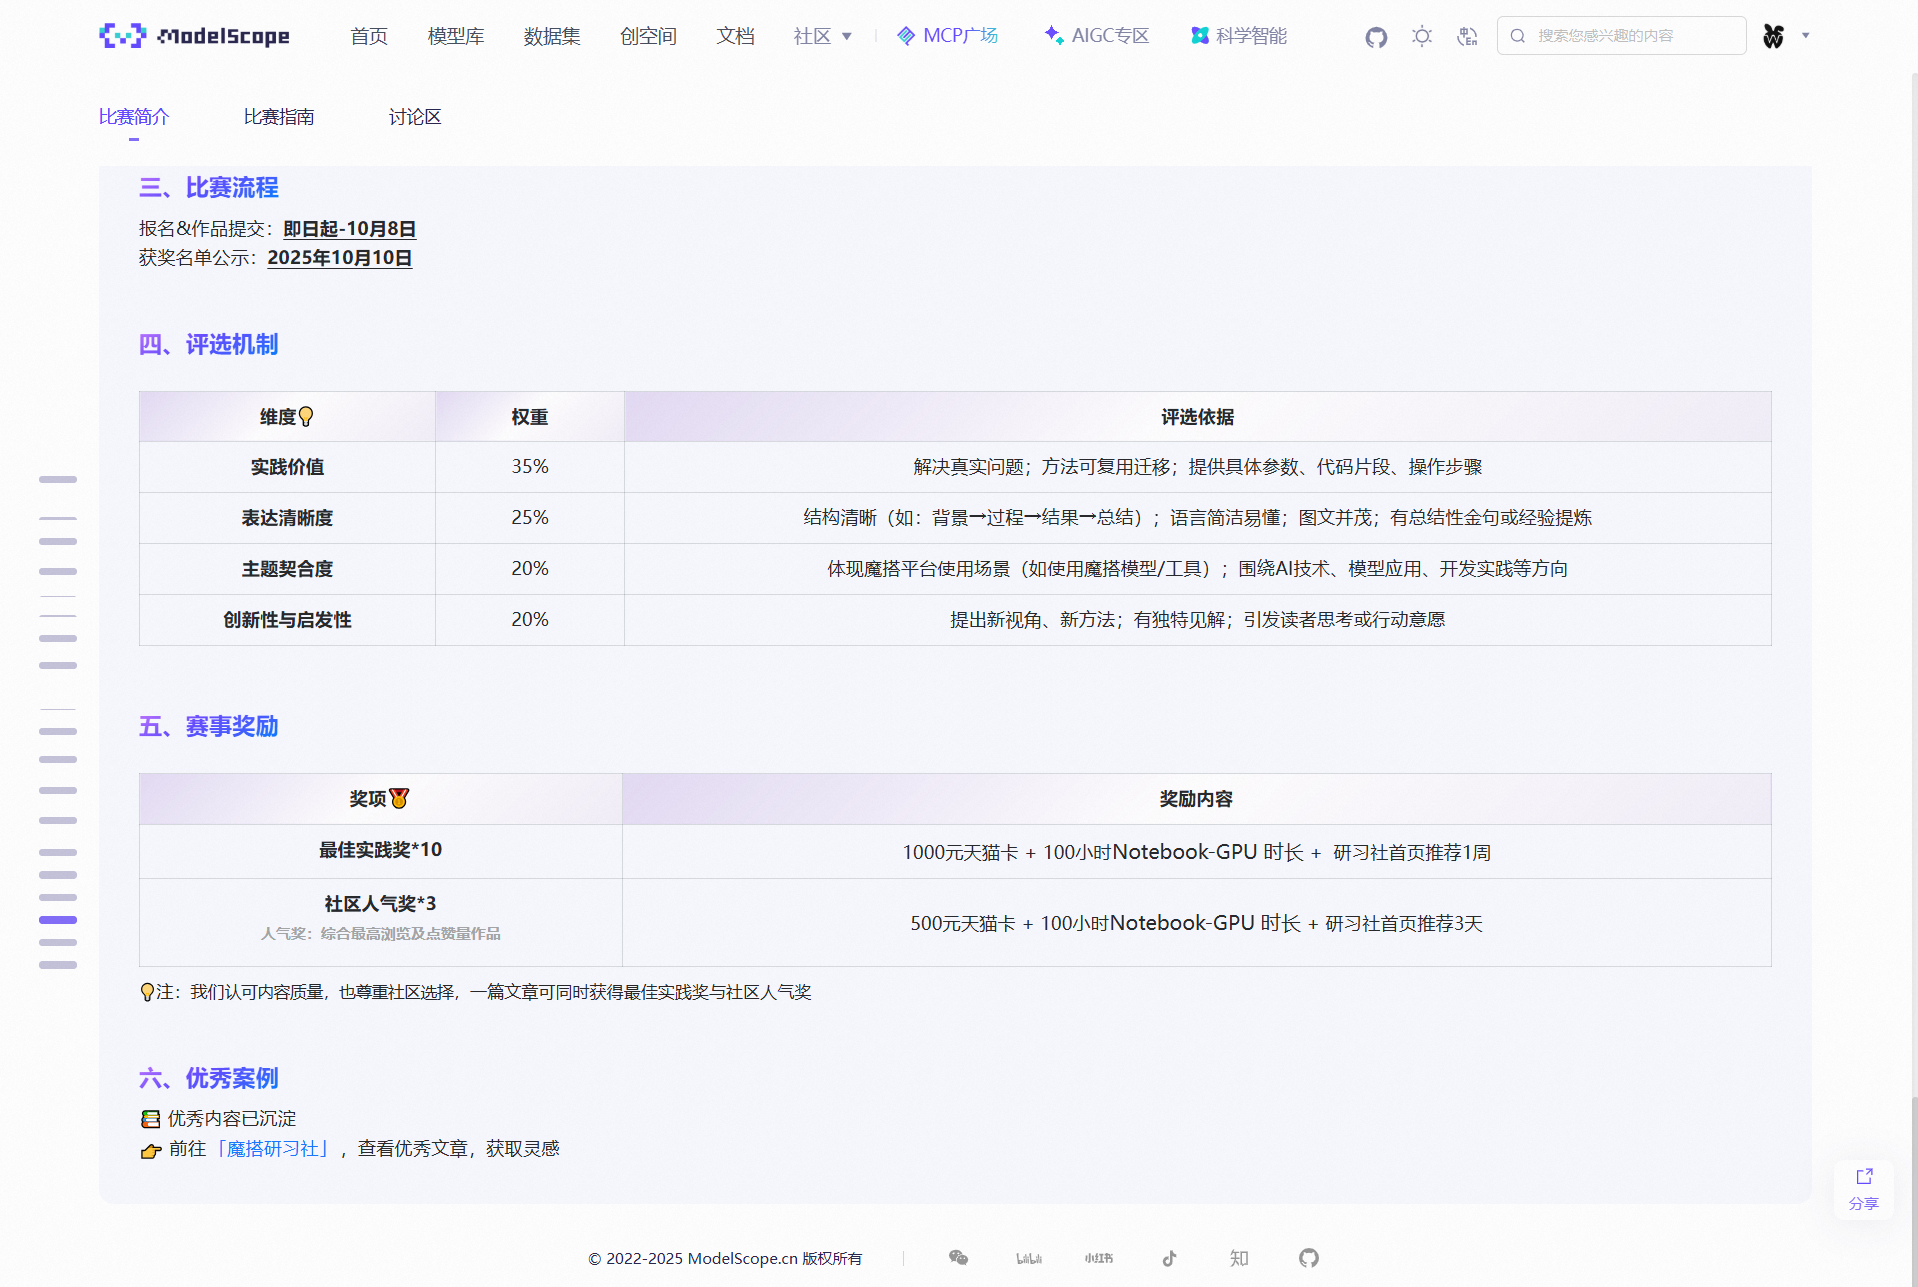 ModelScope 首页 模型库 数据集 创空间 文档 社区 MCP广场 AIGC专区 科学智能 搜索您感兴趣的内容
比赛简介 比赛指南 讨论区
三、比赛流程
报名&作品提交：即日起-10月8日
获奖名单公示：2025年10月10日
四、评选机制
维度💡 权重 评选依据
实践价值 35% 解决真实问题；方法可复用迁移；提供具体参数、代码片段、操作步骤
表达清晰度 25% 结构清晰（如：背景→过程→结果→总结）；语言简洁易懂；图文并茂；有总结性金句或经验提炼
主题契合度 20% 体现魔搭平台使用场景（如使用魔搭模型/工具）；围绕AI技术、模型应用、开发实践等方向
创新性与启发性 20% 提出新视角、新方法；有独特见解；引发读者思考或行动意愿
五、赛事奖励
奖项🏅 奖励内容
最佳实践奖*10 1000元天猫卡 + 100小时Notebook-GPU 时长 + 研习社首页推荐1周
社区人气奖*3
人气奖：综合最高浏览及点赞量作品
500元天猫卡 + 100小时Notebook-GPU 时长 + 研习社首页推荐3天
💡注：我们认可内容质量，也尊重社区选择，一篇文章可同时获得最佳实践奖与社区人气奖
六、优秀案例
📚 优秀内容已沉淀
👉 前往「魔搭研习社」，查看优秀文章，获取灵感
分享
© 2022-2025 ModelScope.cn 版权所有 bilibili 小红书 知